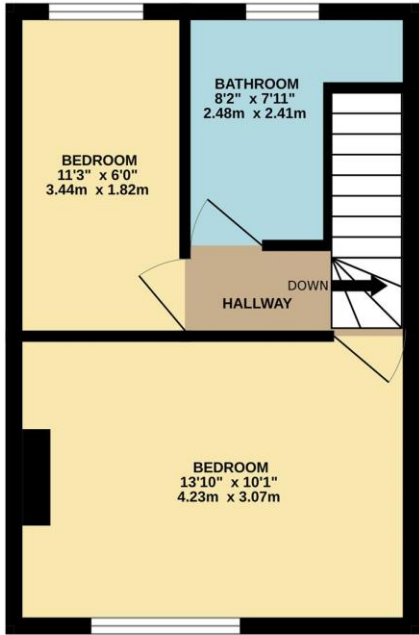 BATHROOM
8'2" x 7'11"
2.48m x 2.41m
BEDROOM
11'3" x 6'0"
3.44m x 1.82m
DOWN
HALLWAY
BEDROOM
13'10" x 10'1"
4.23m x 3.07m